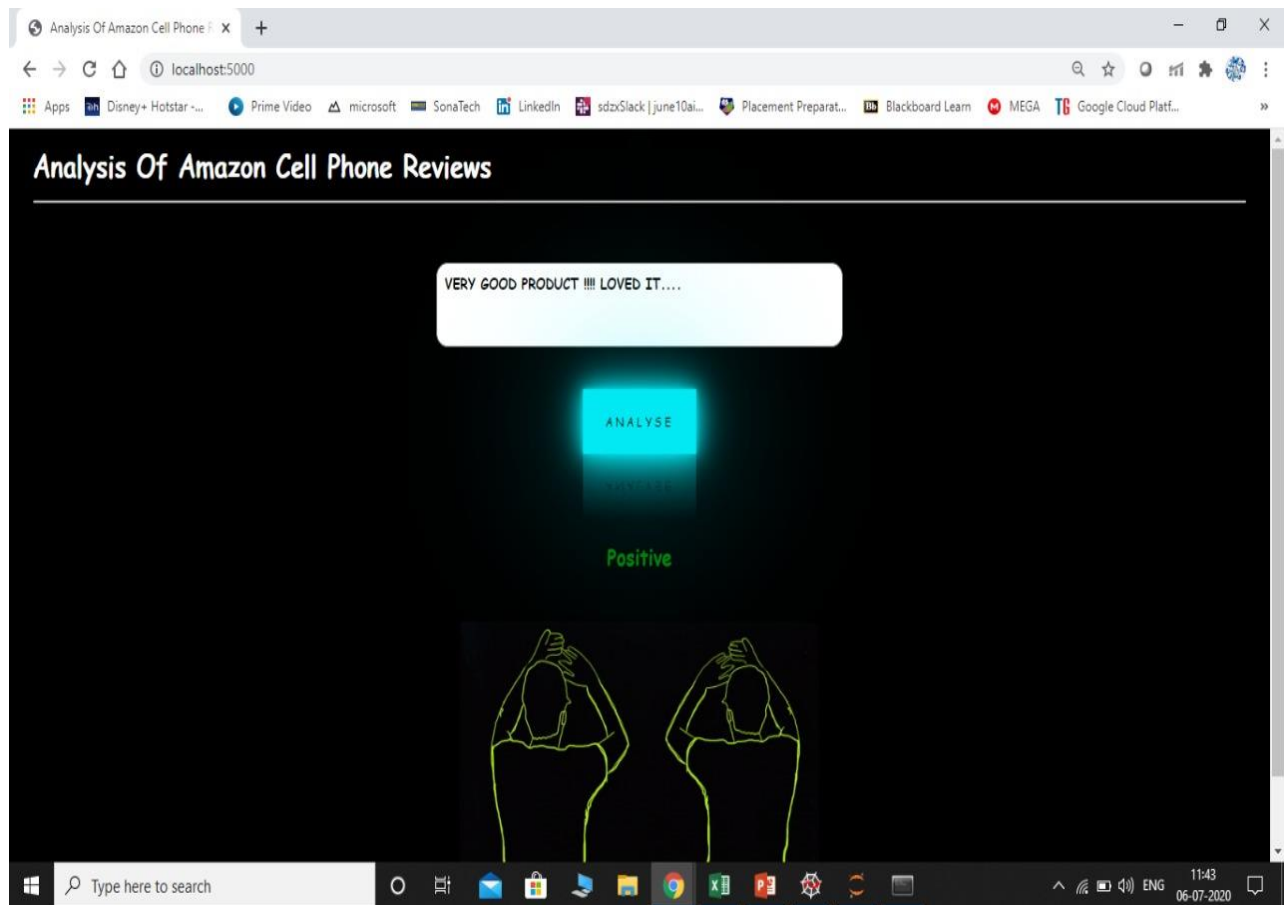 Analysis Of Amazon Cell Phone R
localhost:5000
Apps Disney+ Hotstar -... Prime Video microsoft SonaTech LinkedIn sdzxSlack | june10ai... Placement Preparat... Blackboard Learn MEGA Google Cloud Platf... »
Analysis Of Amazon Cell Phone Reviews
VERY GOOD PRODUCT !!!! LOVED IT....
ANALYSE
Positive
Type here to search
ENG
11:43
06-07-2020